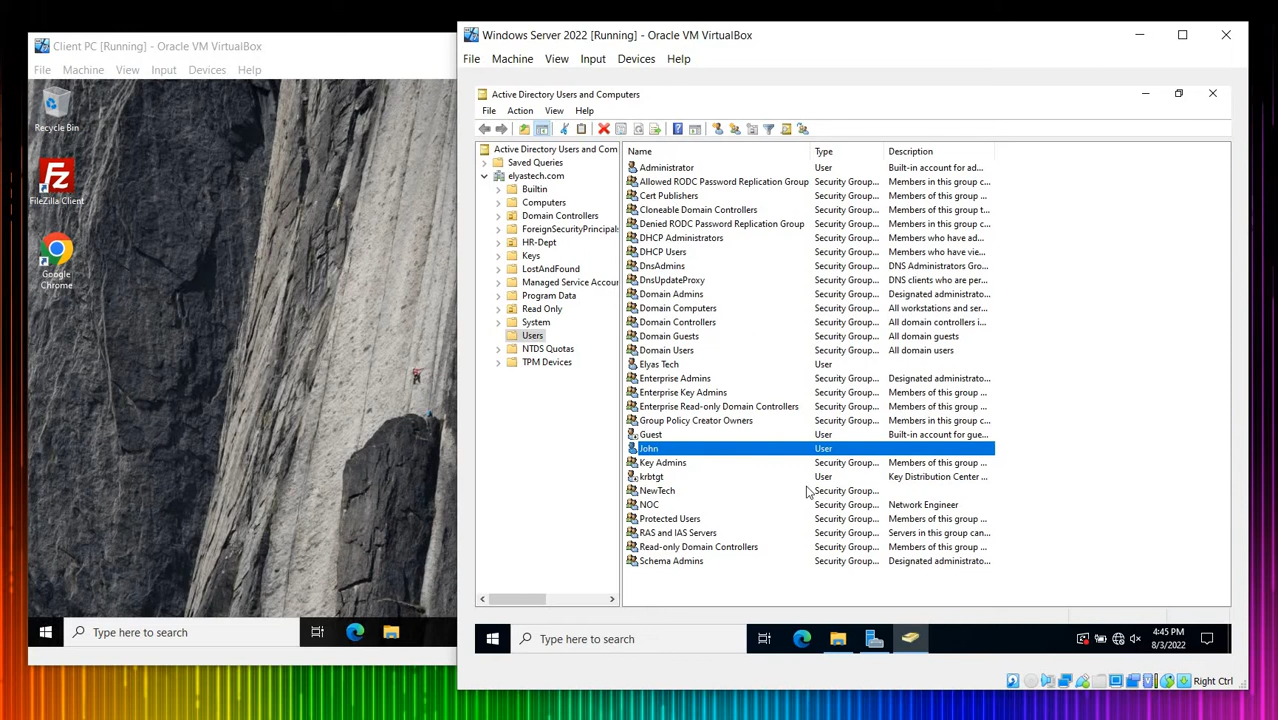 Client PC [Running] - Oracle VM VirtualBox
File Machine View Input Devices Help
Recycle Bin
FileZilla Client
Google
Chrome
Type here to search
Windows Server 2022 [Running] - Oracle VM VirtualBox
File Machine View Input Devices Help
Active Directory Users and Computers
File Action View Help
Active Directory Users and Com
Saved Queries
elyastech.com
Builtin
Computers
Domain Controllers
ForeignSecurityPrincipals
HR-Dept
Keys
LostAndFound
Managed Service Accour
Program Data
Read Only
System
Users
NTDS Quotas
TPM Devices
Name Type Description
Administrator User Built-in account for ad...
Allowed RODC Password Replication Group Security Group... Members in this group c...
Cert Publishers Security Group... Members of this group ...
Cloneable Domain Controllers Security Group... Members of this group t...
Denied RODC Password Replication Group Security Group... Members in this group c...
DHCP Administrators Security Group... Members who have ad...
DHCP Users Security Group... Members who have vie...
DnsAdmins Security Group... DNS Administrators Gro...
DnsUpdateProxy Security Group... DNS clients who are per...
Domain Admins Security Group... Designated administrato...
Domain Computers Security Group... All workstations and ser...
Domain Controllers Security Group... All domain controllers i...
Domain Guests Security Group... All domain guests
Domain Users Security Group... All domain users
Elyas Tech User
Enterprise Admins Security Group... Designated administrato...
Enterprise Key Admins Security Group... Members of this group ...
Enterprise Read-only Domain Controllers Security Group... Members of this group ...
Group Policy Creator Owners Security Group... Members of this group ...
Guest User Built-in account for gue...
John User
Key Admins Security Group... Members of this group ...
krbtgt User Key Distribution Center ...
NewTech Security Group...
NOC Security Group... Network Engineer
Protected Users Security Group... Members of this group ...
RAS and IAS Servers Security Group... Servers in this group can...
Read-only Domain Controllers Security Group... Members of this group ...
Schema Admins Security Group... Designated administrato...
Type here to search
4:45 PM
8/3/2022
Right Ctrl